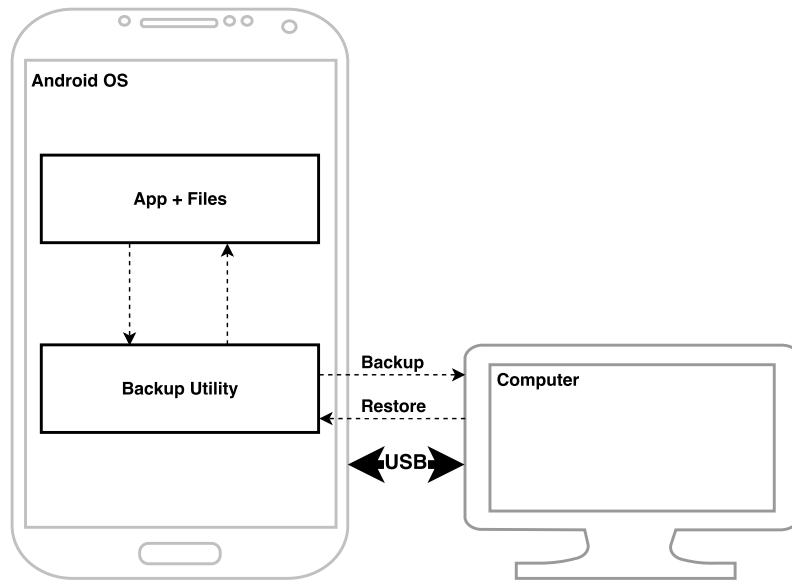 Android OS
App + Files
Backup Utility
Backup
Restore
USB
Computer